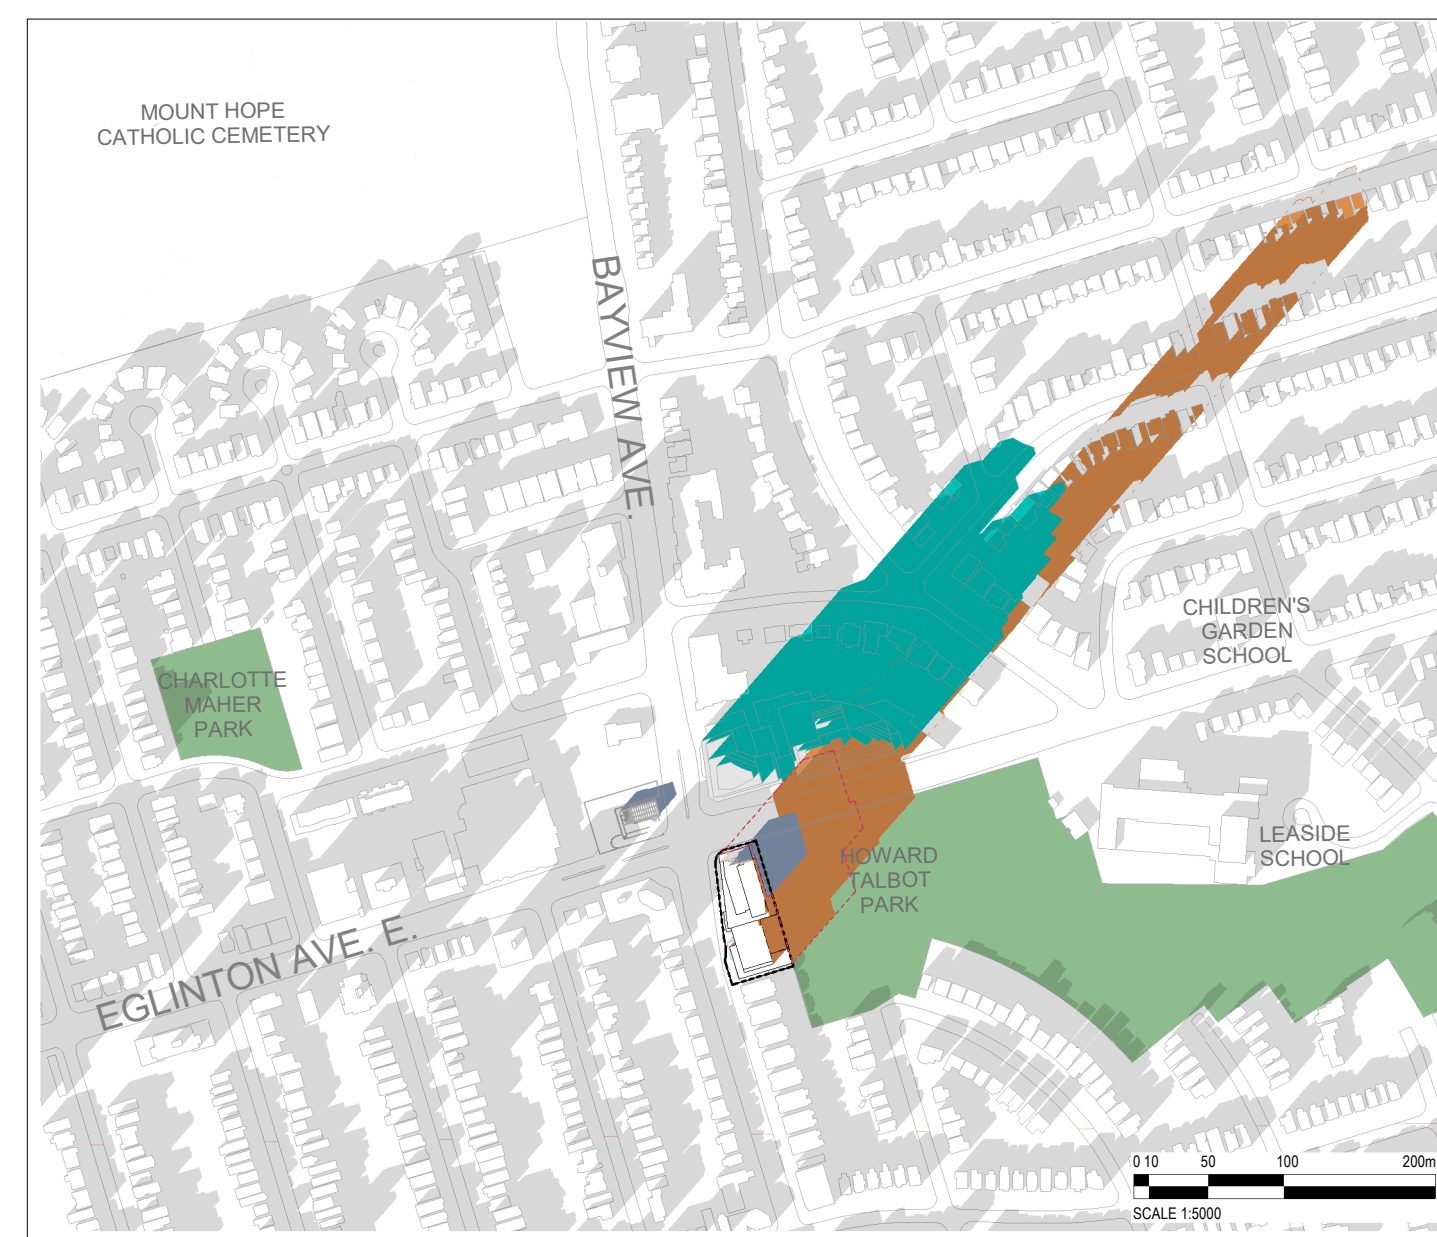 MOUNT HOPE
CATHOLIC CEMETERY
BAYVIEW AVE.
CHILDREN'S
GARDEN
SCHOOL
CHARLOTTE
MAHER
PARK
LEASIDE
SCHOOL
HOWARD
TALBOT
PARK
EGLINTON AVE. E.
0 10 50 100 200m
SCALE 1:5000